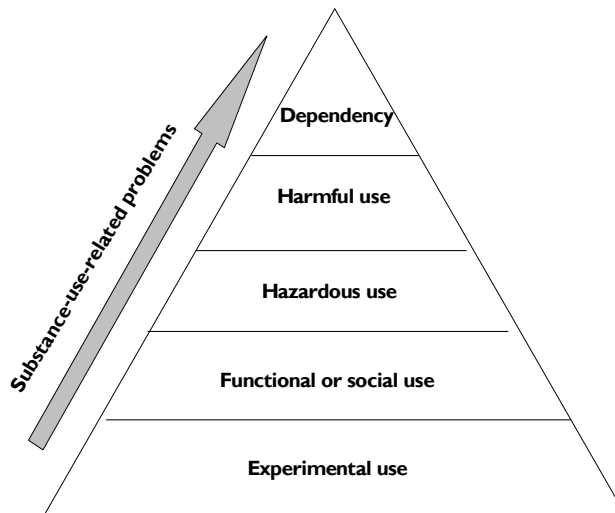 Substance-use-related problems
Dependency
Harmful use
Hazardous use
Functional or social use
Experimental use